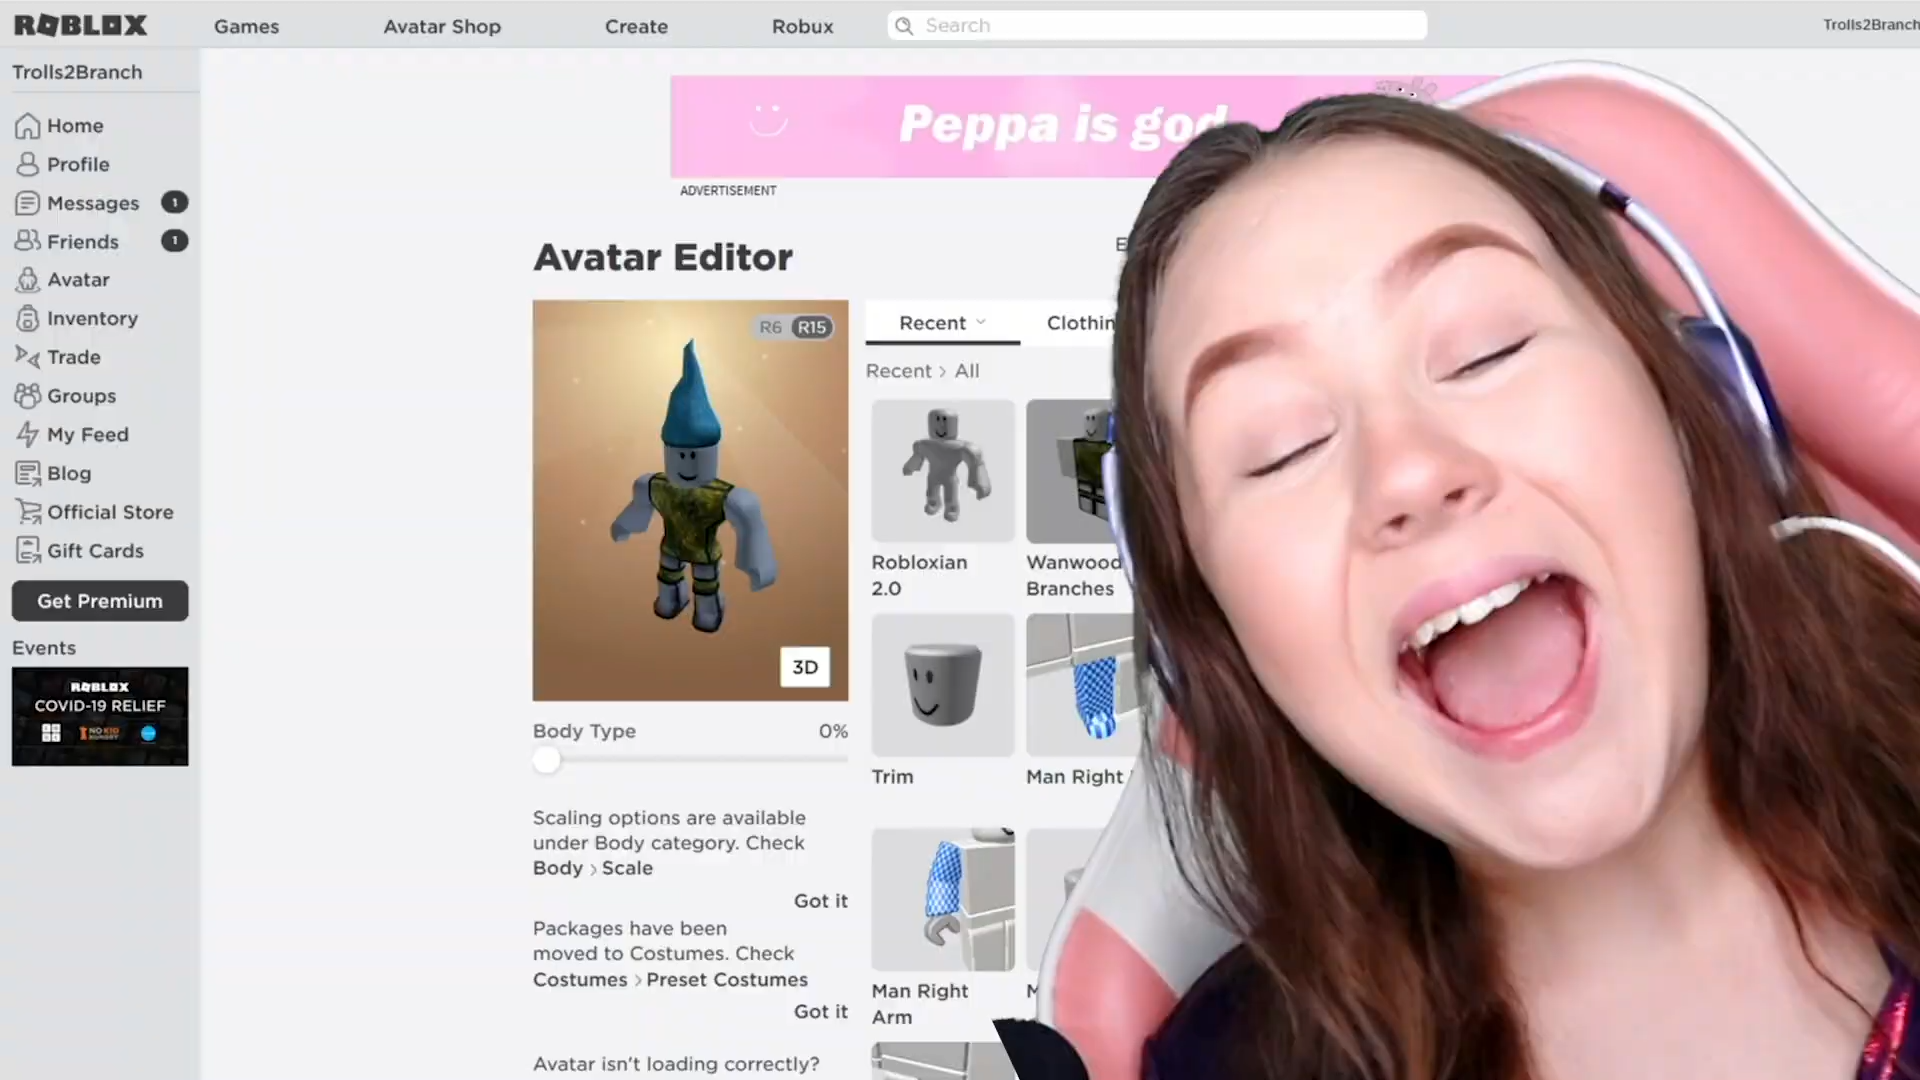 ROBLOX
Games
Avatar Shop
Create
Robux
Search
Trolls2Branch
Trolls2Branch
Home
Profile
Messages
1
Friends
1
Avatar
Inventory
Trade
Groups
My Feed
Blog
Official Store
Gift Cards
Get Premium
Events
ROBLOX
COVID-19 RELIEF
NO KID
HUNGRY
Peppa is god
ADVERTISEMENT
Avatar Editor
R6
R15
3D
Body Type
0%
Scaling options are available
under Body category. Check
Body > Scale
Got it
Packages have been
moved to Costumes. Check
Costumes > Preset Costumes
Got it
Avatar isn't loading correctly?
Recent
Clothin
Recent > All
Robloxian
2.0
Wanwood
Branches
Trim
Man Right
Man Right
Arm